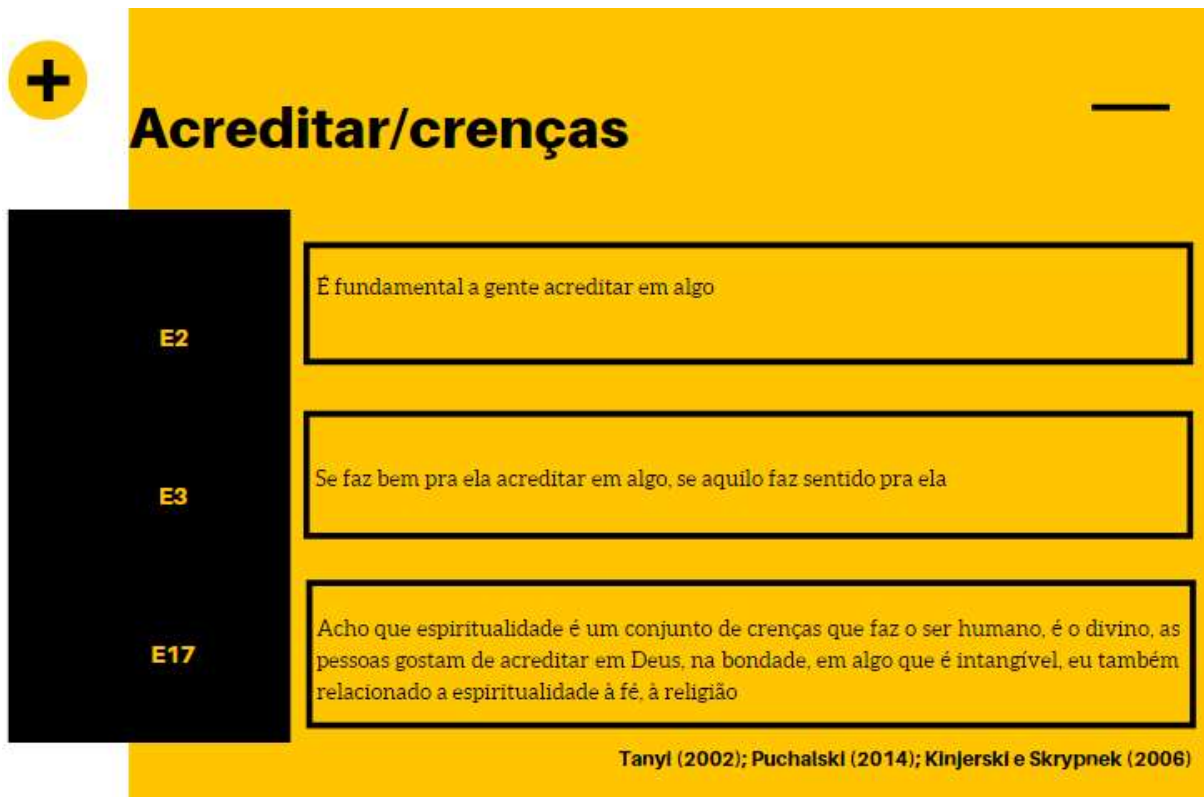 +
Acreditar/crenças
E2
É fundamental a gente acreditar em algo
E3
Se faz bem pra ela acreditar em algo, se aquilo faz sentido pra ela
E17
Acho que espiritualidade é um conjunto de crenças que faz o ser humano, é o divino, as
pessoas gostam de acreditar em Deus, na bondade, em algo que é intangível, eu também
relacionado a espiritualidade à fé, à religião
Tanyi (2002); Puchalski (2014); Kinjerski e Skrypnek (2006)